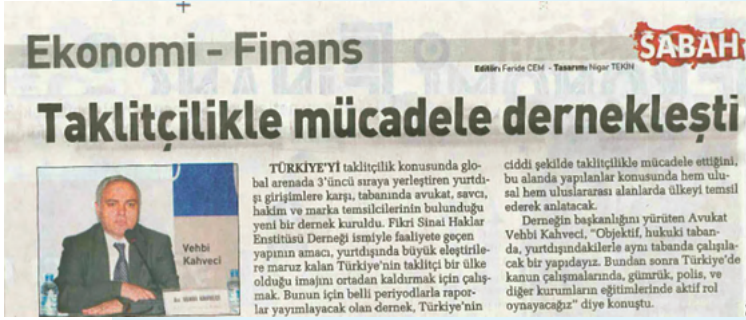 Ekonomi - Finans
Editör: Feride CEM - Tasarım: Nigar TEKİN
SABAH
Taklitçilikle mücadele dernekleşti
Vehbi
Kahveci
TÜRKİYE'Yİ taklitçilik konusunda glo-
bal arenada 3'üncü sıraya yerleştiren yurtdı-
şı girişimlere karşı, tabanında avukat, savcı,
hakim ve marka temsilcilerinin bulunduğu
yeni bir dernek kuruldu. Fikri Sinai Haklar
Enstitüsü Derneği ismiyle faaliyete geçen
yapının amacı, yurtdışında büyük eleştirile-
re maruz kalan Türkiye'nin taklitçi bir ülke
olduğu imajını ortadan kaldırmak için çalış-
mak. Bunun için belli periyodlarla rapor-
lar yayımlayacak olan dernek, Türkiye'nin
ciddi şekilde taklitçilikle mücadele ettiğini,
bu alanda yapılanlar konusunda hem ulu-
sal hem uluslararası alanlarda ülkeyi temsil
ederek anlatacak.
Derneğin başkanlığını yürüten Avukat
Vehbi Kahveci, "Objektif, hukuki taban-
da, yurtdışındakilerle aynı tabanda çalışıla-
cak bir yapıdayız. Bundan sonra Türkiye'de
kanun çalışmalarında, gümrük, polis, ve
diğer kurumların eğitimlerinde aktif rol
oynayacağız" diye konuştu.